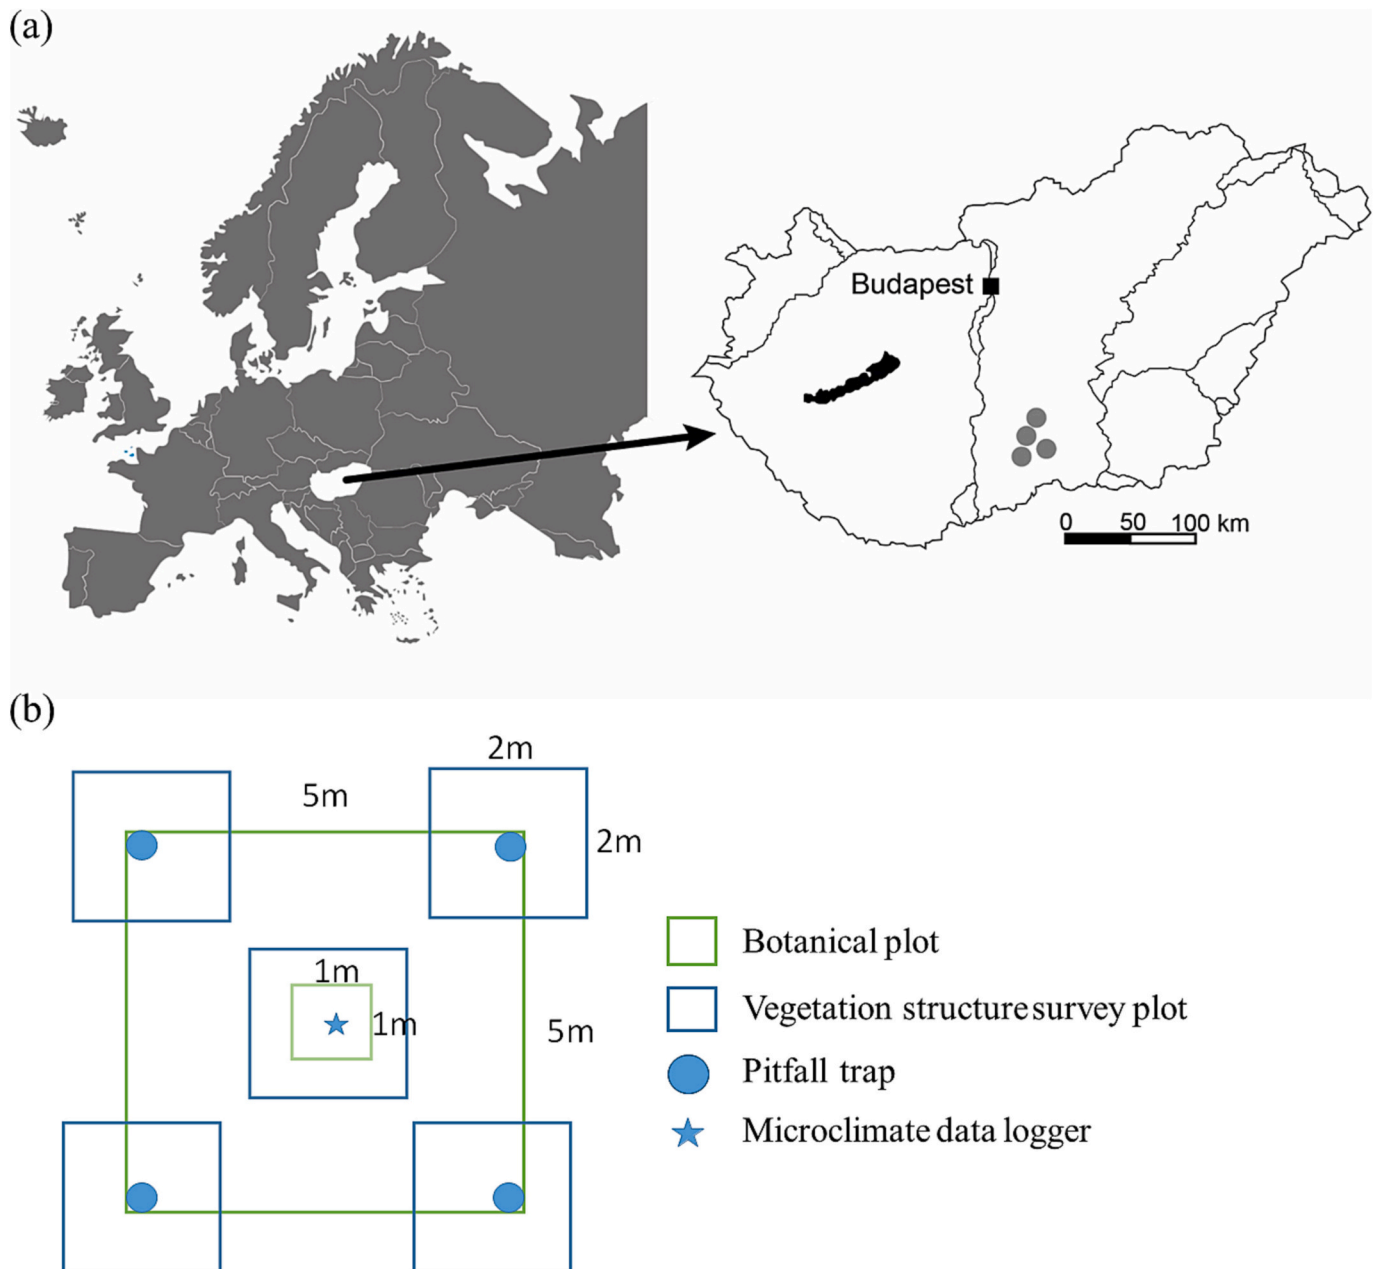 (a)
Budapest
0 50 100 km
(b)
2m
5m
2m
1m
1m
5m
Botanical plot
Vegetation structure survey plot
Pitfall trap
Microclimate data logger